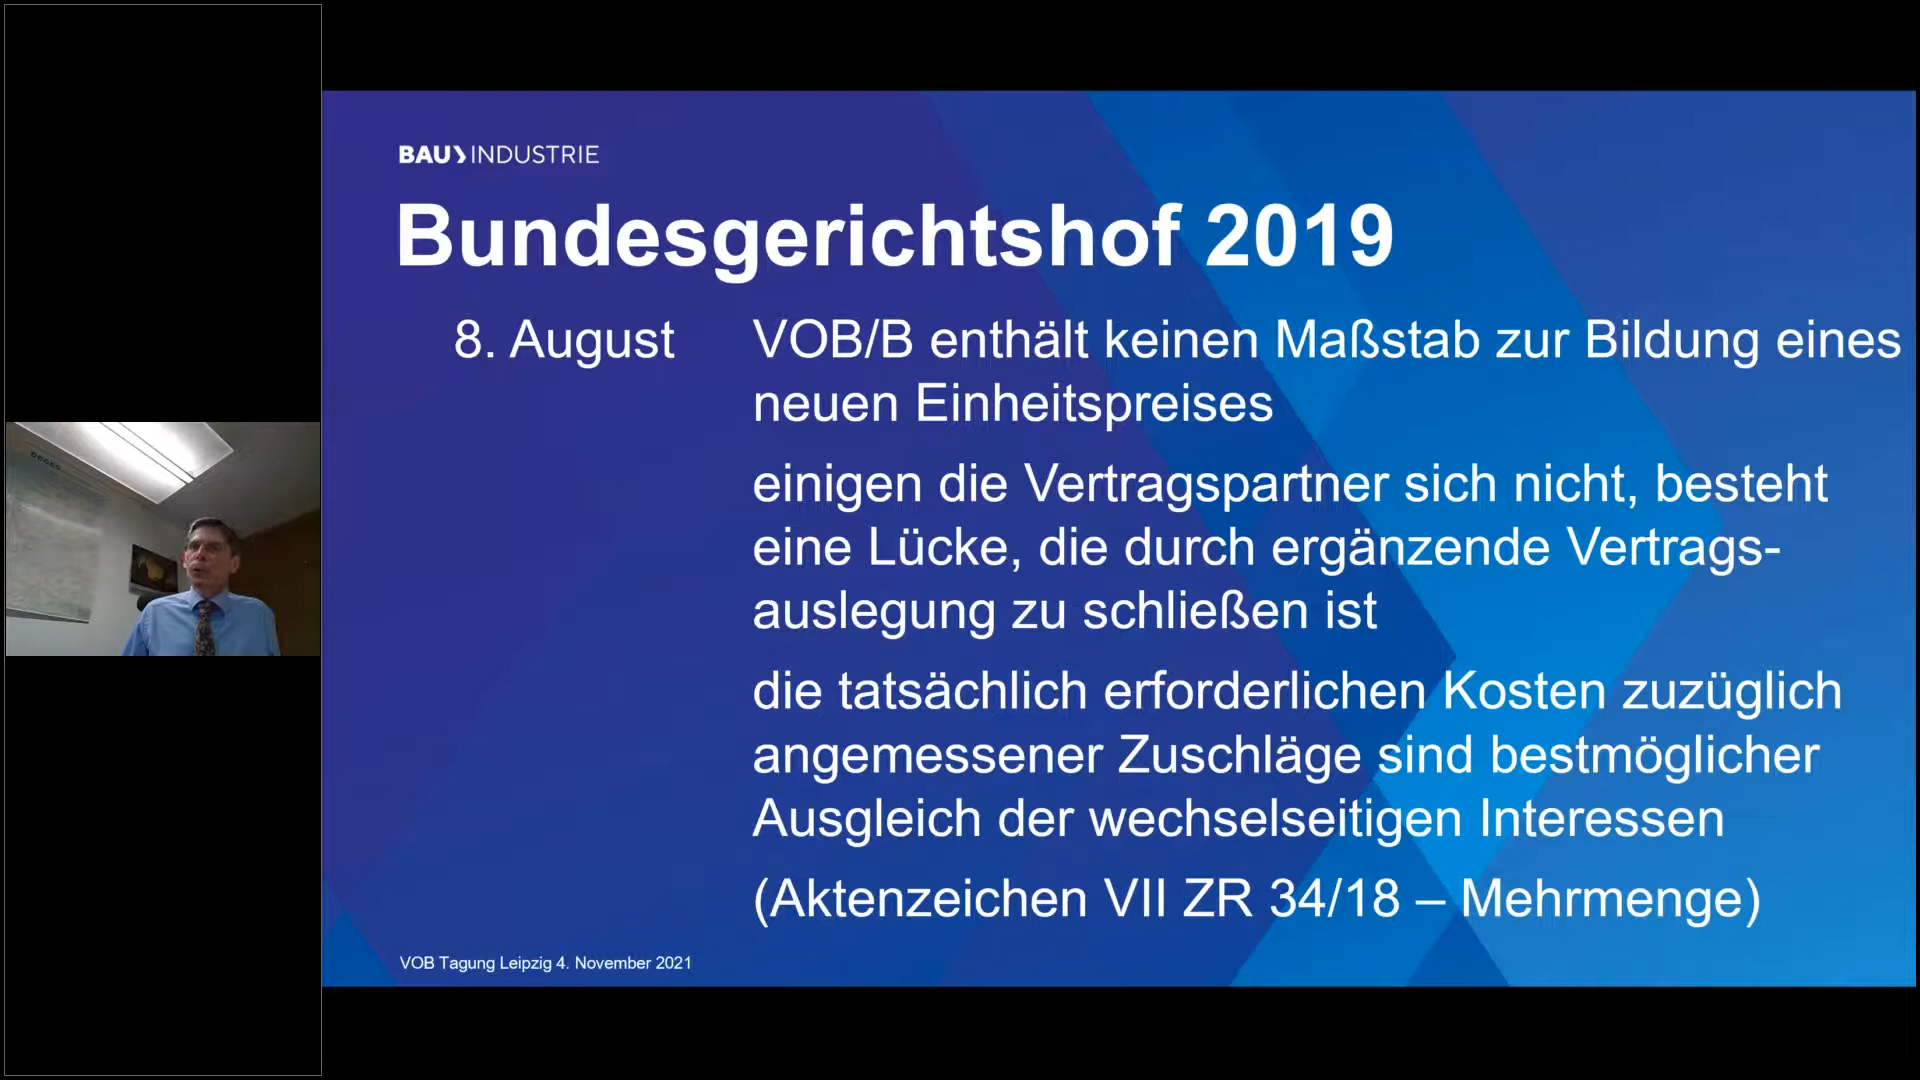 BAU❯INDUSTRIE
Bundesgerichtshof 2019
8. August VOB/B enthält keinen Maßstab zur Bildung eines
neuen Einheitspreises
einigen die Vertragspartner sich nicht, besteht
eine Lücke, die durch ergänzende Vertrags-
auslegung zu schließen ist
die tatsächlich erforderlichen Kosten zuzüglich
angemessener Zuschläge sind bestmöglicher
Ausgleich der wechselseitigen Interessen
(Aktenzeichen VII ZR 34/18 – Mehrmenge)
VOB Tagung Leipzig 4. November 2021
DEGES